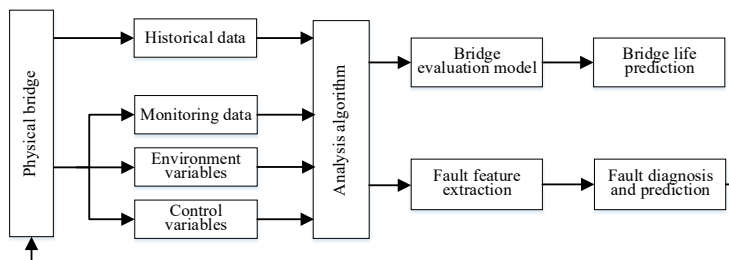 Physical bridge
Historical data
Monitoring data
Environment
variables
Control
variables
Analysis algorithm
Bridge
evaluation model
Bridge life
prediction
Fault feature
extraction
Fault diagnosis
and prediction